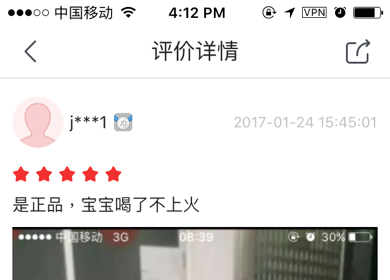 中国移动 4:12 PM VPN
评价详情
j***1 JD 2017-01-24 15:45:01
是正品，宝宝喝了不上火
中国移动 3G 08:39 30%